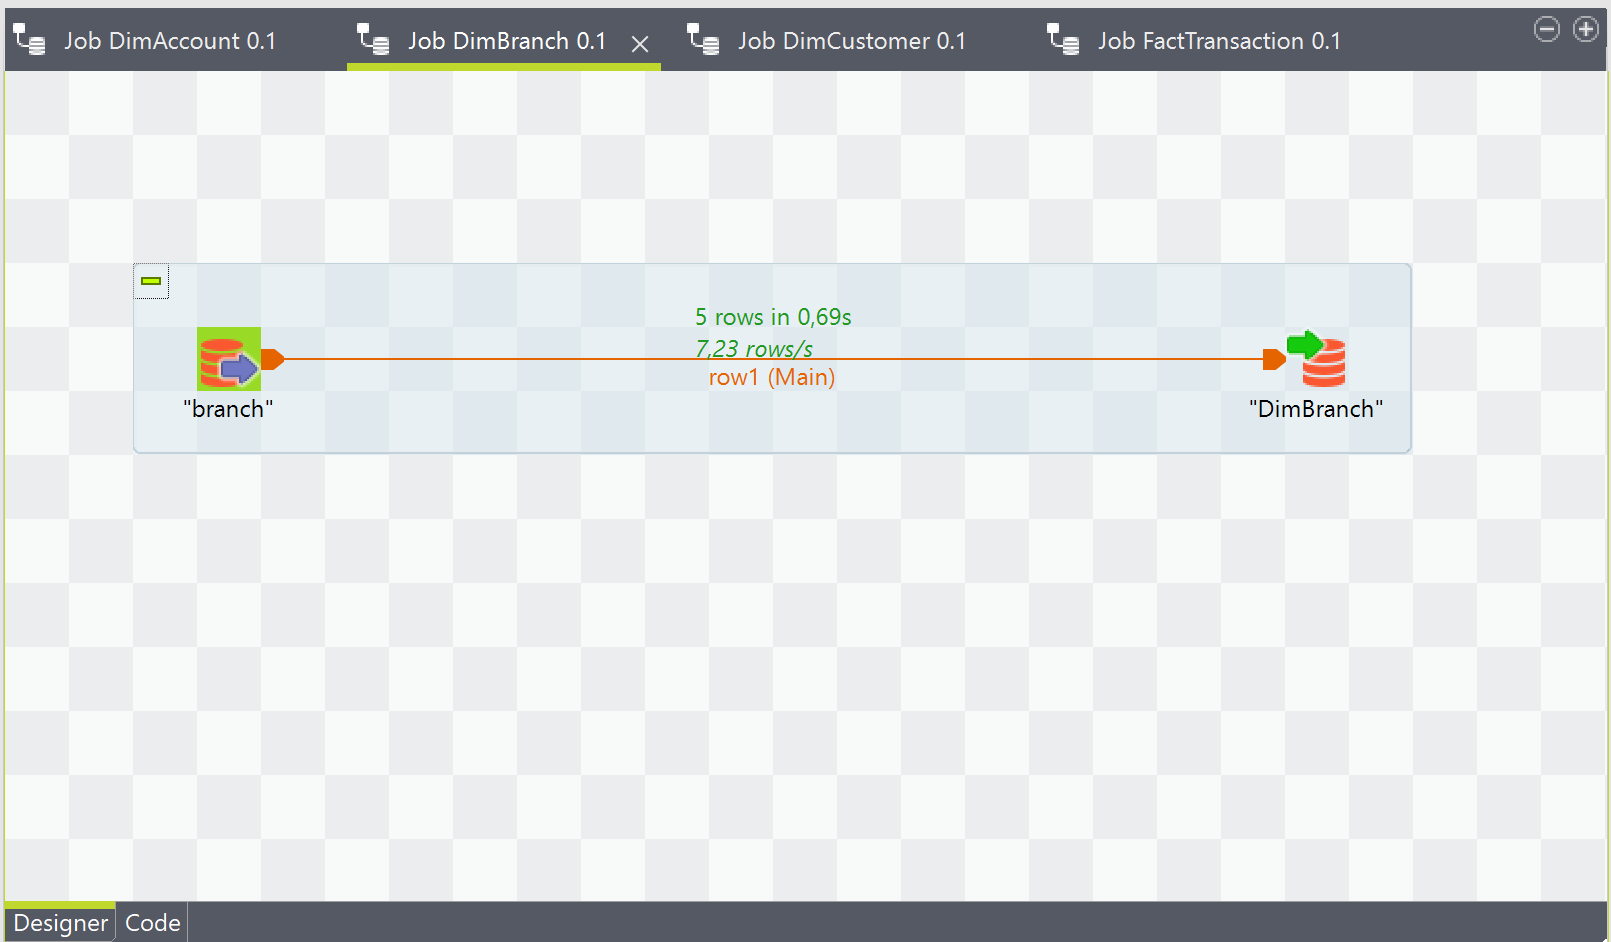 Job DimAccount 0.1
Job DimBranch 0.1
Job DimCustomer 0.1
Job FactTransaction 0.1
5 rows in 0,69s
7,23 rows/s
row1 (Main)
"branch"
"DimBranch"
Designer
Code